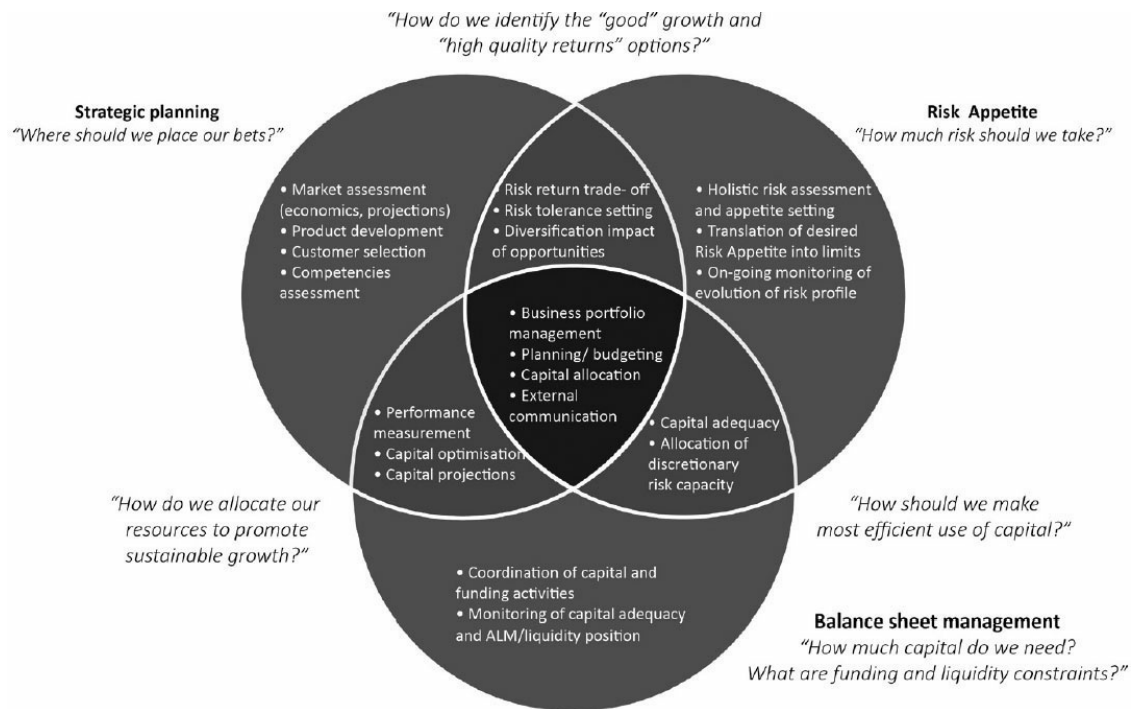 “How do we identify the “good” growth and
“high quality returns” options?”
Strategic planning
“Where should we place our bets?”
Risk Appetite
“How much risk should we take?”
• Market assessment
(economics, projections)
• Product development
• Customer selection
• Competencies
assessment
• Risk return trade- off
• Risk tolerance setting
• Diversification impact
of opportunities
• Holistic risk assessment
and appetite setting
• Translation of desired
Risk Appetite into limits
• On-going monitoring of
evolution of risk profile
• Business portfolio
management
• Planning/ budgeting
• Capital allocation
• External
communication
• Performance
measurement
• Capital optimisation
• Capital projections
• Capital adequacy
• Allocation of
discretionary
risk capacity
“How do we allocate our
resources to promote
sustainable growth?”
“How should we make
most efficient use of capital?”
• Coordination of capital and
funding activities
• Monitoring of capital adequacy
and ALM/liquidity position
Balance sheet management
“How much capital do we need?
What are funding and liquidity constraints?”